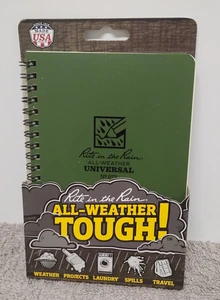 MADE IN
USA
Rite in the Rain
ALL-WEATHER
UNIVERSAL
Rite in the Rain
ALL-WEATHER
TOUGH!
WEATHER PROJECTS LAUNDRY SPILLS TRAVEL